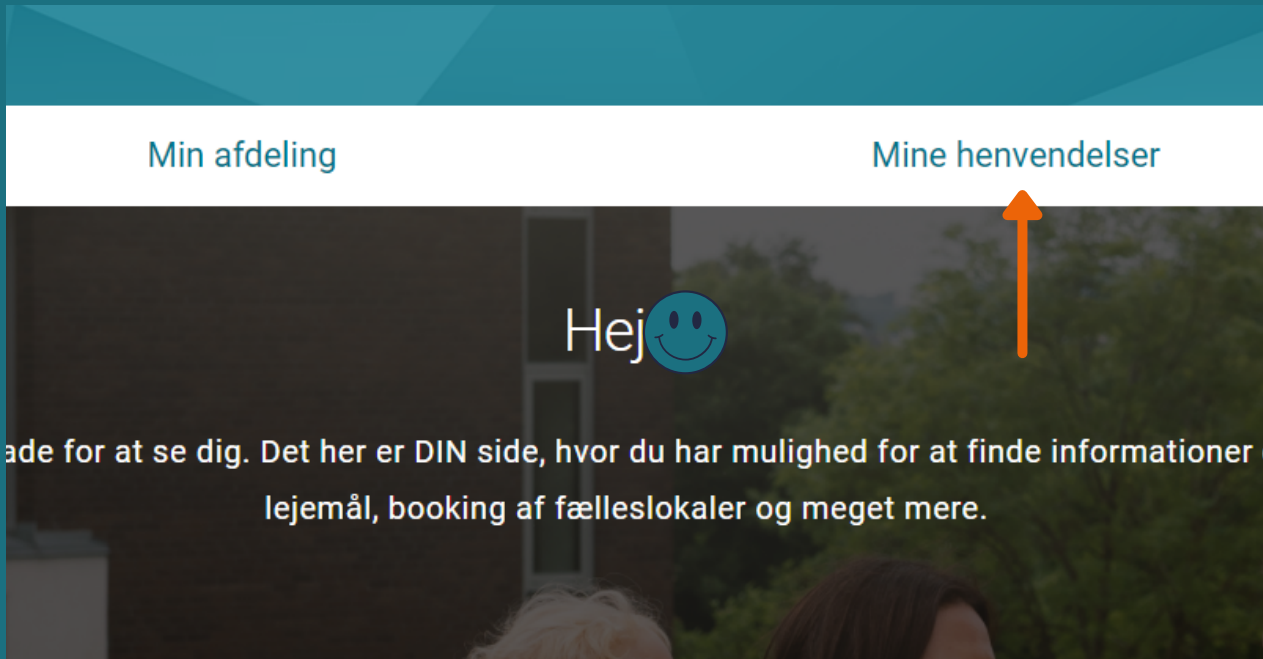 Min afdeling
Mine henvendelser
Hej
for at se dig. Det her er DIN side, hvor du har mulighed for at finde informationer
lejemål, booking af fælleslokaler og meget mere.